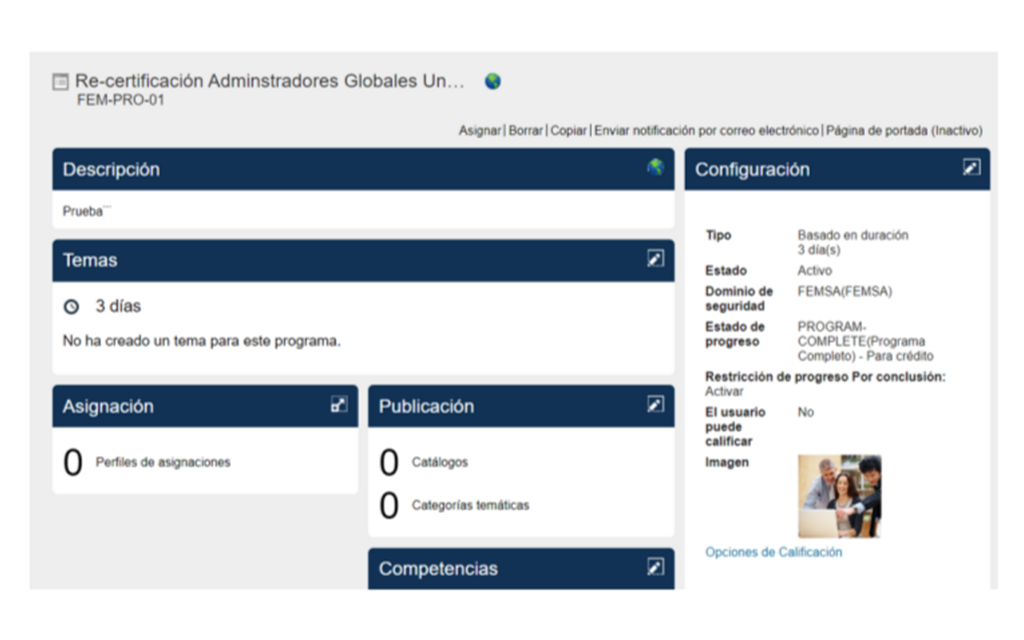 Re-certificación Adminstradores Globales Un...
FEM-PRO-01
Asignar| Borrar| Copiar| Enviar notificación por correo electrónico| Página de portada (Inactivo)
Descripción
Prueba
Temas
3 días
No ha creado un tema para este programa.
Asignación
0 Perfiles de asignaciones
Publicación
0 Catálogos
0 Categorías temáticas
Competencias
Configuración
Tipo Basado en duración
3 día(s)
Estado Activo
Dominio de FEMSA(FEMSA)
seguridad
Estado de PROGRAM-
progreso COMPLETE(Programa
Completo) - Para crédito
Restricción de progreso Por conclusión:
Activar
El usuario No
puede
calificar
Imagen
Opciones de Calificación